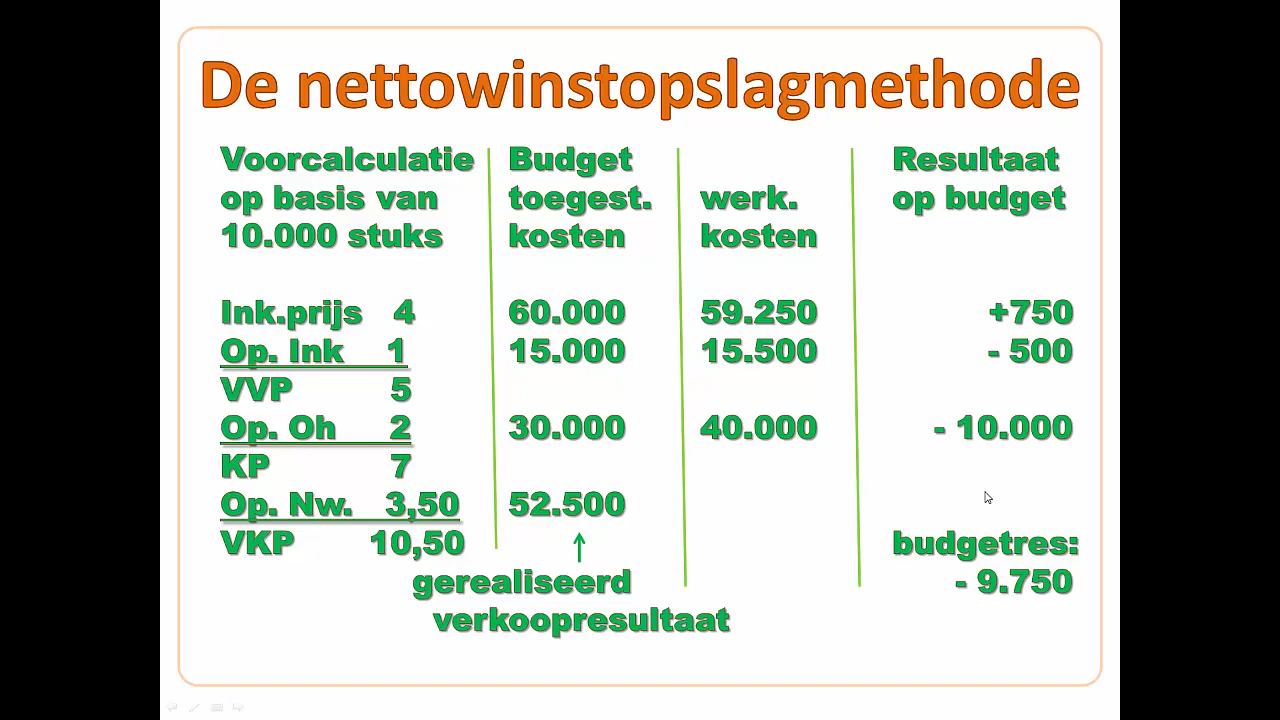 De nettowinstopslagmethode
Voorcalculatie Budget Resultaat
op basis van toegest. werk. op budget
10.000 stuks kosten kosten
Ink.prijs 4 60.000 59.250 +750
Op. Ink 1 15.000 15.500 - 500
VVP 5
Op. Oh 2 30.000 40.000 - 10.000
KP 7
Op. Nw. 3,50 52.500
VKP 10,50 budgetres:
gerealiseerd - 9.750
verkoopresultaat